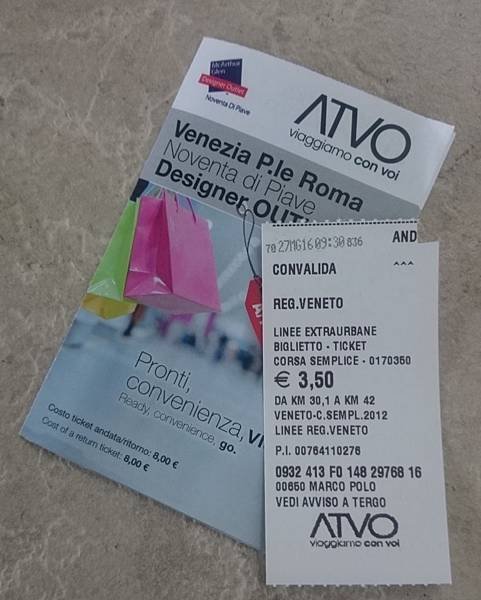 McArthur
Glen
Designer Outlet
Noventa Di Piave
ATVO
viaggiamo con voi
Venezia P.le Roma
Noventa di Piave
Designer OUT
Pronti,
convenienza, vi
Ready, convenience, go.
Costo ticket andata/ritorno: 8,00 €
Cost of a return ticket: 8,00 €
70 27MG16 09:30 836
AND
CONVALIDA ^^^
REG.VENETO
LINEE EXTRAURBANE
BIGLIETTO - TICKET
CORSA SEMPLICE - 0170350
€ 3,50
DA KM 30,1 A KM 42
VENETO-C.SEMPL.2012
LINEE REG.VENETO
P.I. 00764110276
0932 413 F0 148 29768 16
00650 MARCO POLO
VEDI AVVISO A TERGO
ATVO
viaggiamo con voi